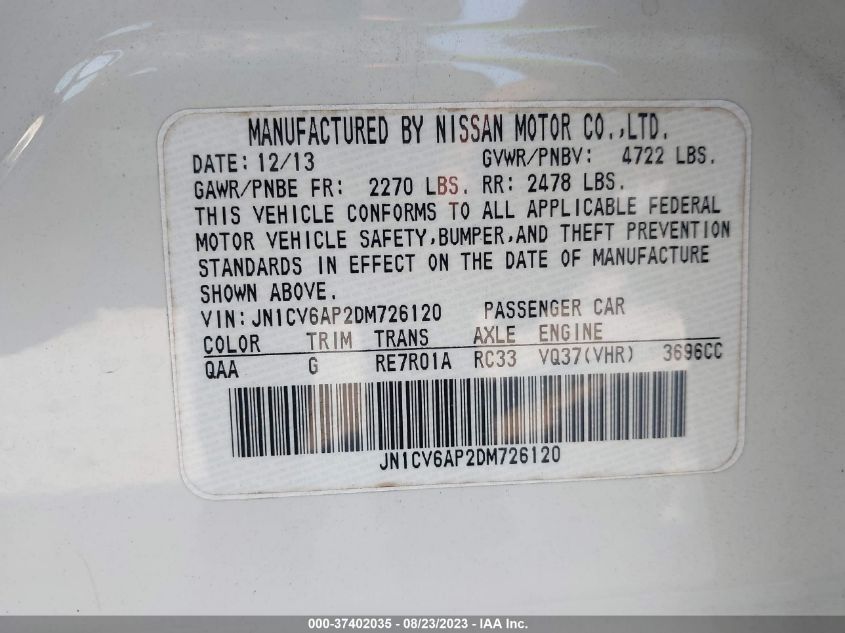 MANUFACTURED BY NISSAN MOTOR CO.,LTD.
DATE: 12/13 GVWR/PNBV: 4722 LBS.
GAWR/PNBE FR: 2270 LBS. RR: 2478 LBS.
THIS VEHICLE CONFORMS TO ALL APPLICABLE FEDERAL
MOTOR VEHICLE SAFETY,BUMPER,AND THEFT PREVENTION
STANDARDS IN EFFECT ON THE DATE OF MANUFACTURE
SHOWN ABOVE.
VIN: JN1CV6AP2DM726120 PASSENGER CAR
COLOR TRIM TRANS AXLE ENGINE
QAA G RE7R01A RC33 VQ37(VHR) 3696CC
JN1CV6AP2DM726120
000-37402035 - 08/23/2023 - IAA Inc.